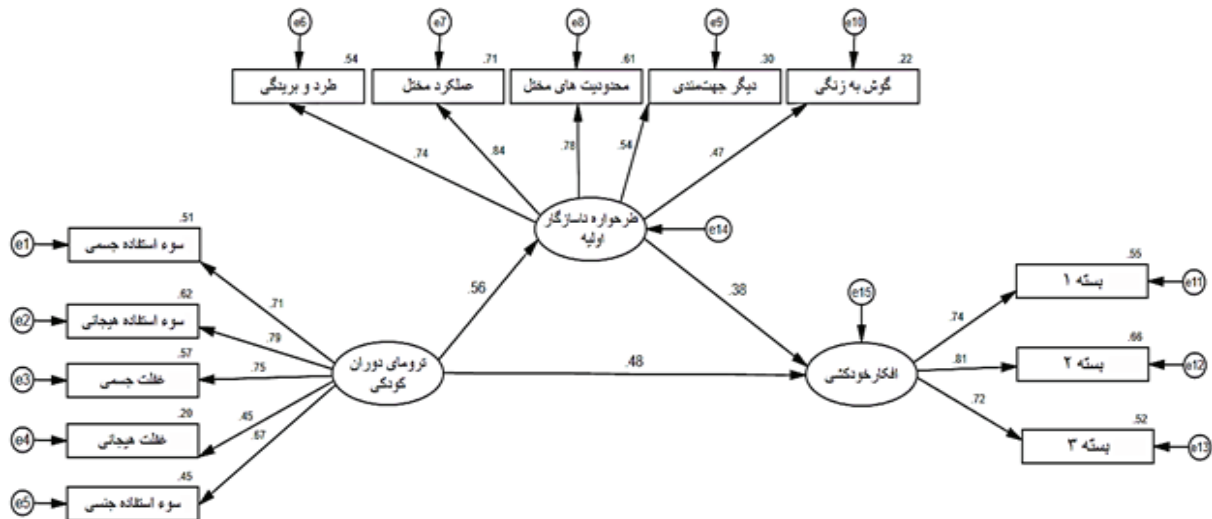 e6 e7 e8 e9 e10
.54 .71 .61 .30 .22
طرد و بریدگی عملکرد مختل محدودیت های مختل دیگر جهت‌مندی گوش به زنگی
.74 .84 .78 .54 .47
طرحواره ناسازگار
اولیه
e14
.51
e1 سوء استفاده جسمی
.71
.56
.38
e15
.55
بسته ۱ e11
.74
.62
e2 سوء استفاده هیجانی
.79
.57
e3 غفلت جسمی
.75
ترومای دوران
کودکی
.48
افکارخودکشی
.66
.81
بسته ۲ e12
.20
e4 غفلت هیجانی
.45
.72
.52
بسته ۳ e13
.67
.45
e5 سوء استفاده جنسی